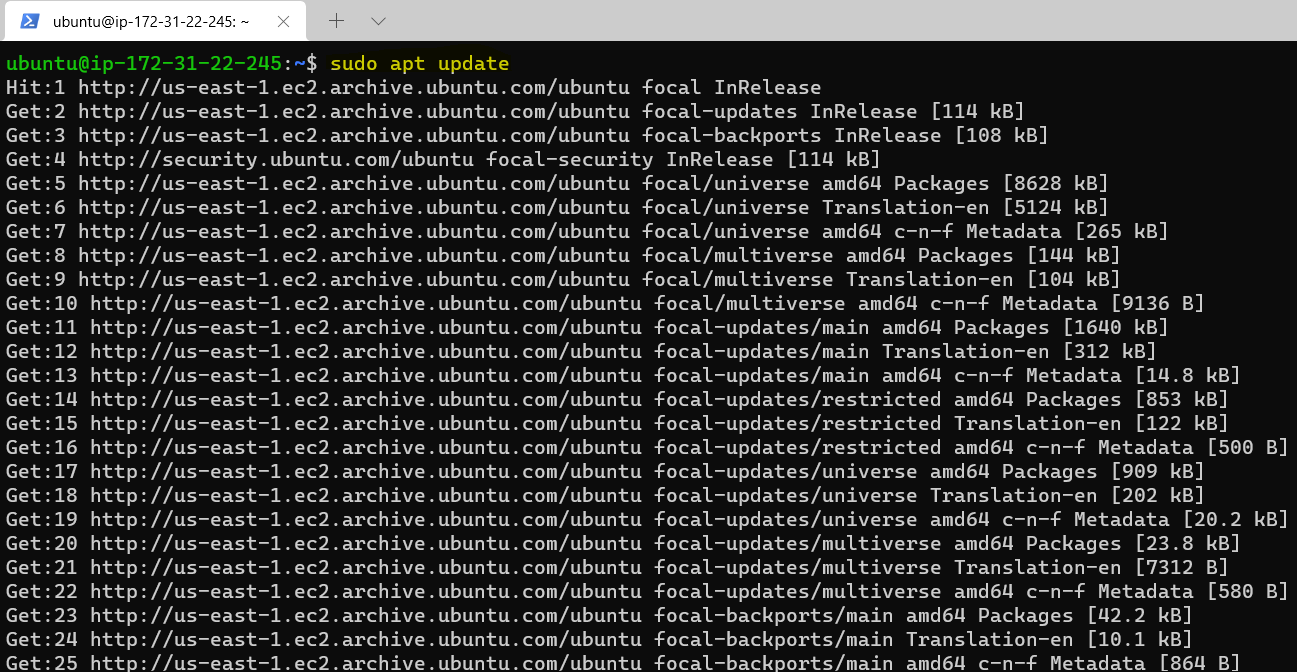 ubuntu@ip-172-31-22-245: ~
ubuntu@ip-172-31-22-245:~$ sudo apt update
Hit:1 http://us-east-1.ec2.archive.ubuntu.com/ubuntu focal InRelease
Get:2 http://us-east-1.ec2.archive.ubuntu.com/ubuntu focal-updates InRelease [114 kB]
Get:3 http://us-east-1.ec2.archive.ubuntu.com/ubuntu focal-backports InRelease [108 kB]
Get:4 http://security.ubuntu.com/ubuntu focal-security InRelease [114 kB]
Get:5 http://us-east-1.ec2.archive.ubuntu.com/ubuntu focal/universe amd64 Packages [8628 kB]
Get:6 http://us-east-1.ec2.archive.ubuntu.com/ubuntu focal/universe Translation-en [5124 kB]
Get:7 http://us-east-1.ec2.archive.ubuntu.com/ubuntu focal/universe amd64 c-n-f Metadata [265 kB]
Get:8 http://us-east-1.ec2.archive.ubuntu.com/ubuntu focal/multiverse amd64 Packages [144 kB]
Get:9 http://us-east-1.ec2.archive.ubuntu.com/ubuntu focal/multiverse Translation-en [104 kB]
Get:10 http://us-east-1.ec2.archive.ubuntu.com/ubuntu focal/multiverse amd64 c-n-f Metadata [9136 B]
Get:11 http://us-east-1.ec2.archive.ubuntu.com/ubuntu focal-updates/main amd64 Packages [1640 kB]
Get:12 http://us-east-1.ec2.archive.ubuntu.com/ubuntu focal-updates/main Translation-en [312 kB]
Get:13 http://us-east-1.ec2.archive.ubuntu.com/ubuntu focal-updates/main amd64 c-n-f Metadata [14.8 kB]
Get:14 http://us-east-1.ec2.archive.ubuntu.com/ubuntu focal-updates/restricted amd64 Packages [853 kB]
Get:15 http://us-east-1.ec2.archive.ubuntu.com/ubuntu focal-updates/restricted Translation-en [122 kB]
Get:16 http://us-east-1.ec2.archive.ubuntu.com/ubuntu focal-updates/restricted amd64 c-n-f Metadata [500 B]
Get:17 http://us-east-1.ec2.archive.ubuntu.com/ubuntu focal-updates/universe amd64 Packages [909 kB]
Get:18 http://us-east-1.ec2.archive.ubuntu.com/ubuntu focal-updates/universe Translation-en [202 kB]
Get:19 http://us-east-1.ec2.archive.ubuntu.com/ubuntu focal-updates/universe amd64 c-n-f Metadata [20.2 kB]
Get:20 http://us-east-1.ec2.archive.ubuntu.com/ubuntu focal-updates/multiverse amd64 Packages [23.8 kB]
Get:21 http://us-east-1.ec2.archive.ubuntu.com/ubuntu focal-updates/multiverse Translation-en [7312 B]
Get:22 http://us-east-1.ec2.archive.ubuntu.com/ubuntu focal-updates/multiverse amd64 c-n-f Metadata [580 B]
Get:23 http://us-east-1.ec2.archive.ubuntu.com/ubuntu focal-backports/main amd64 Packages [42.2 kB]
Get:24 http://us-east-1.ec2.archive.ubuntu.com/ubuntu focal-backports/main Translation-en [10.1 kB]
Get:25 http://us-east-1.ec2.archive.ubuntu.com/ubuntu focal-backports/main amd64 c-n-f Metadata [864 B]